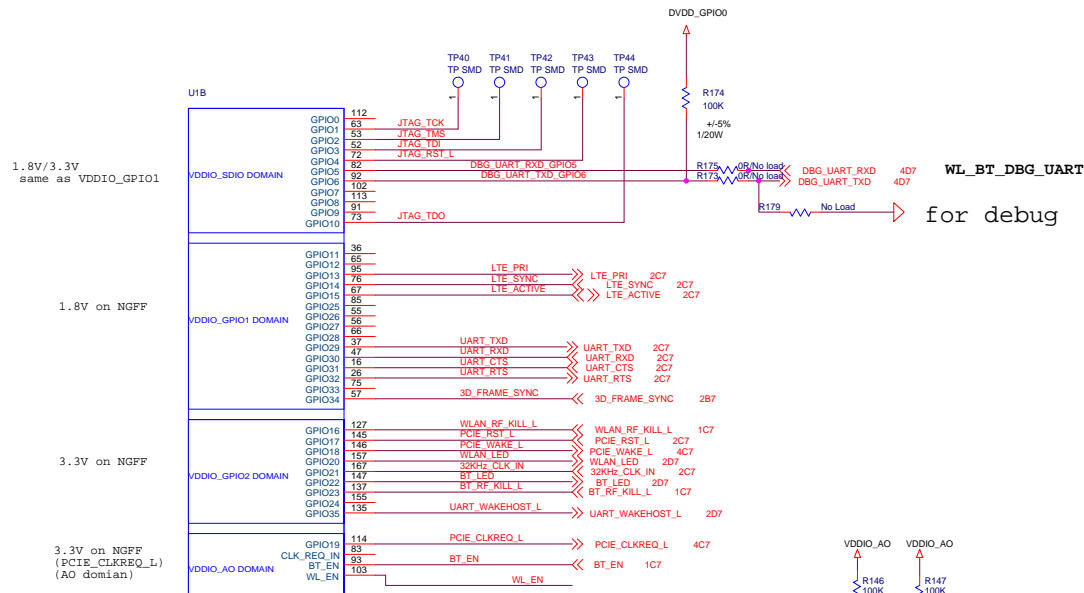 DVDD_GPIO0
TP40 TP41 TP42 TP43 TP44
TP SMD TP SMD TP SMD TP SMD TP SMD
U1B
R174
100K
+/-5%
1/20W
1 1 1 1 1
1.8V/3.3V
same as VDDIO_GPIO1
VDDIO_SDIO DOMAIN
GPIO0 112
GPIO1 63 JTAG_TCK
GPIO2 53 JTAG_TMS
GPIO3 52 JTAG_TDI
GPIO4 72 JTAG_RST_L
GPIO5 82 DBG_UART_RXD_GPIO5 R175 0R/No load DBG_UART_RXD 4D7
GPIO6 92 DBG_UART_TXD_GPIO6 R173 0R/No load DBG_UART_TXD 4D7
WL_BT_DBG_UART
GPIO7 102
GPIO8 113
GPIO9 91
GPIO10 73 JTAG_TDO
R179 No Load
for debug
1.8V on NGFF
VDDIO_GPIO1 DOMAIN
GPIO11 36
GPIO12 65
GPIO13 95 LTE_PRI LTE_PRI 2C7
GPIO14 76 LTE_SYNC LTE_SYNC 2C7
GPIO15 67 LTE_ACTIVE LTE_ACTIVE 2C7
GPIO25 85
GPIO26 55
GPIO27 56
GPIO28 66
GPIO29 37 UART_TXD UART_TXD 2C7
GPIO30 47 UART_RXD UART_RXD 2C7
GPIO31 16 UART_CTS UART_CTS 2C7
GPIO32 26 UART_RTS UART_RTS 2C7
GPIO33 75
GPIO34 57 3D_FRAME_SYNC 3D_FRAME_SYNC 2B7
3.3V on NGFF
VDDIO_GPIO2 DOMAIN
GPIO16 127 WLAN_RF_KILL_L WLAN_RF_KILL_L 1C7
GPIO17 145 PCIE_RST_L PCIE_RST_L 2C7
GPIO18 146 PCIE_WAKE_L PCIE_WAKE_L 4C7
GPIO20 157 WLAN_LED WLAN_LED 2D7
GPIO21 167 32KHz_CLK_IN 32KHz_CLK_IN 2C7
GPIO22 147 BT_LED BT_LED 2D7
GPIO23 137 BT_RF_KILL_L BT_RF_KILL_L 1C7
GPIO24 155
GPIO35 135 UART_WAKEHOST_L UART_WAKEHOST_L 2D7
3.3V on NGFF
(PCIE_CLKREQ_L)
(AO domian)
VDDIO_AO DOMAIN
GPIO19 114 PCIE_CLKREQ_L PCIE_CLKREQ_L 4C7
CLK_REQ_IN 83
BT_EN 93 BT_EN BT_EN 1C7
WL_EN 103 WL_EN
VDDIO_AO VDDIO_AO
R146 R147
100K 100K